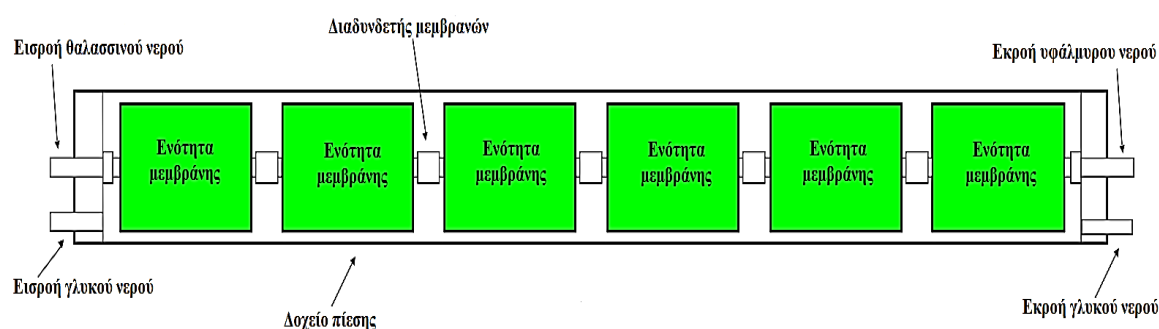 Διαδυνδετής μεμβρανών
Εισροή θαλασσινού νερού
Εκροή υφάλμυρου νερού
Ενότητα
μεμβράνης
Ενότητα
μεμβράνης
Ενότητα
μεμβράνης
Ενότητα
μεμβράνης
Ενότητα
μεμβράνης
Ενότητα
μεμβράνης
Εισροή γλυκού νερού
Δοχείο πίεσης
Εκροή γλυκού νερού